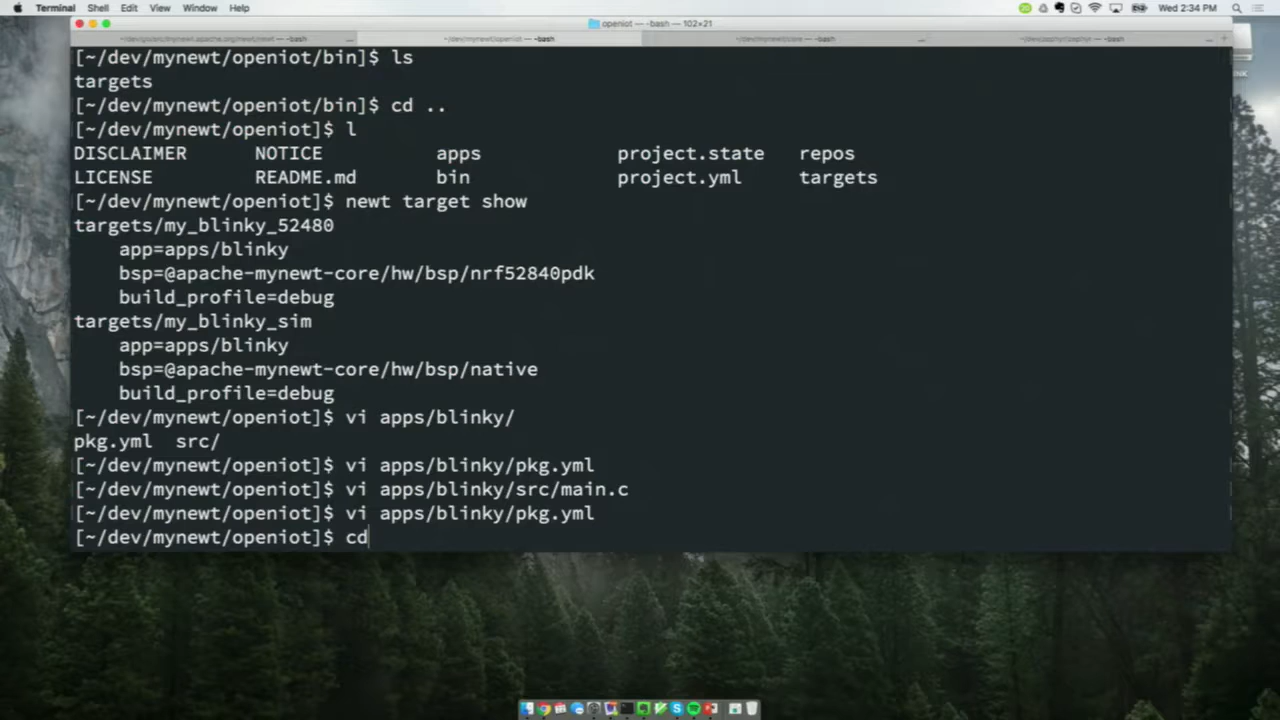 Terminal Shell Edit View Window Help Wed 2:34 PM
openiot — -bash — 102×21
~/dev/mynewt/openiot — -bash
[~/dev/mynewt/openiot/bin]$ ls
targets
[~/dev/mynewt/openiot/bin]$ cd ..
[~/dev/mynewt/openiot]$ l
DISCLAIMER NOTICE apps project.state repos
LICENSE README.md bin project.yml targets
[~/dev/mynewt/openiot]$ newt target show
targets/my_blinky_52480
app=apps/blinky
bsp=@apache-mynewt-core/hw/bsp/nrf52840pdk
build_profile=debug
targets/my_blinky_sim
app=apps/blinky
bsp=@apache-mynewt-core/hw/bsp/native
build_profile=debug
[~/dev/mynewt/openiot]$ vi apps/blinky/
pkg.yml src/
[~/dev/mynewt/openiot]$ vi apps/blinky/pkg.yml
[~/dev/mynewt/openiot]$ vi apps/blinky/src/main.c
[~/dev/mynewt/openiot]$ vi apps/blinky/pkg.yml
[~/dev/mynewt/openiot]$ cd